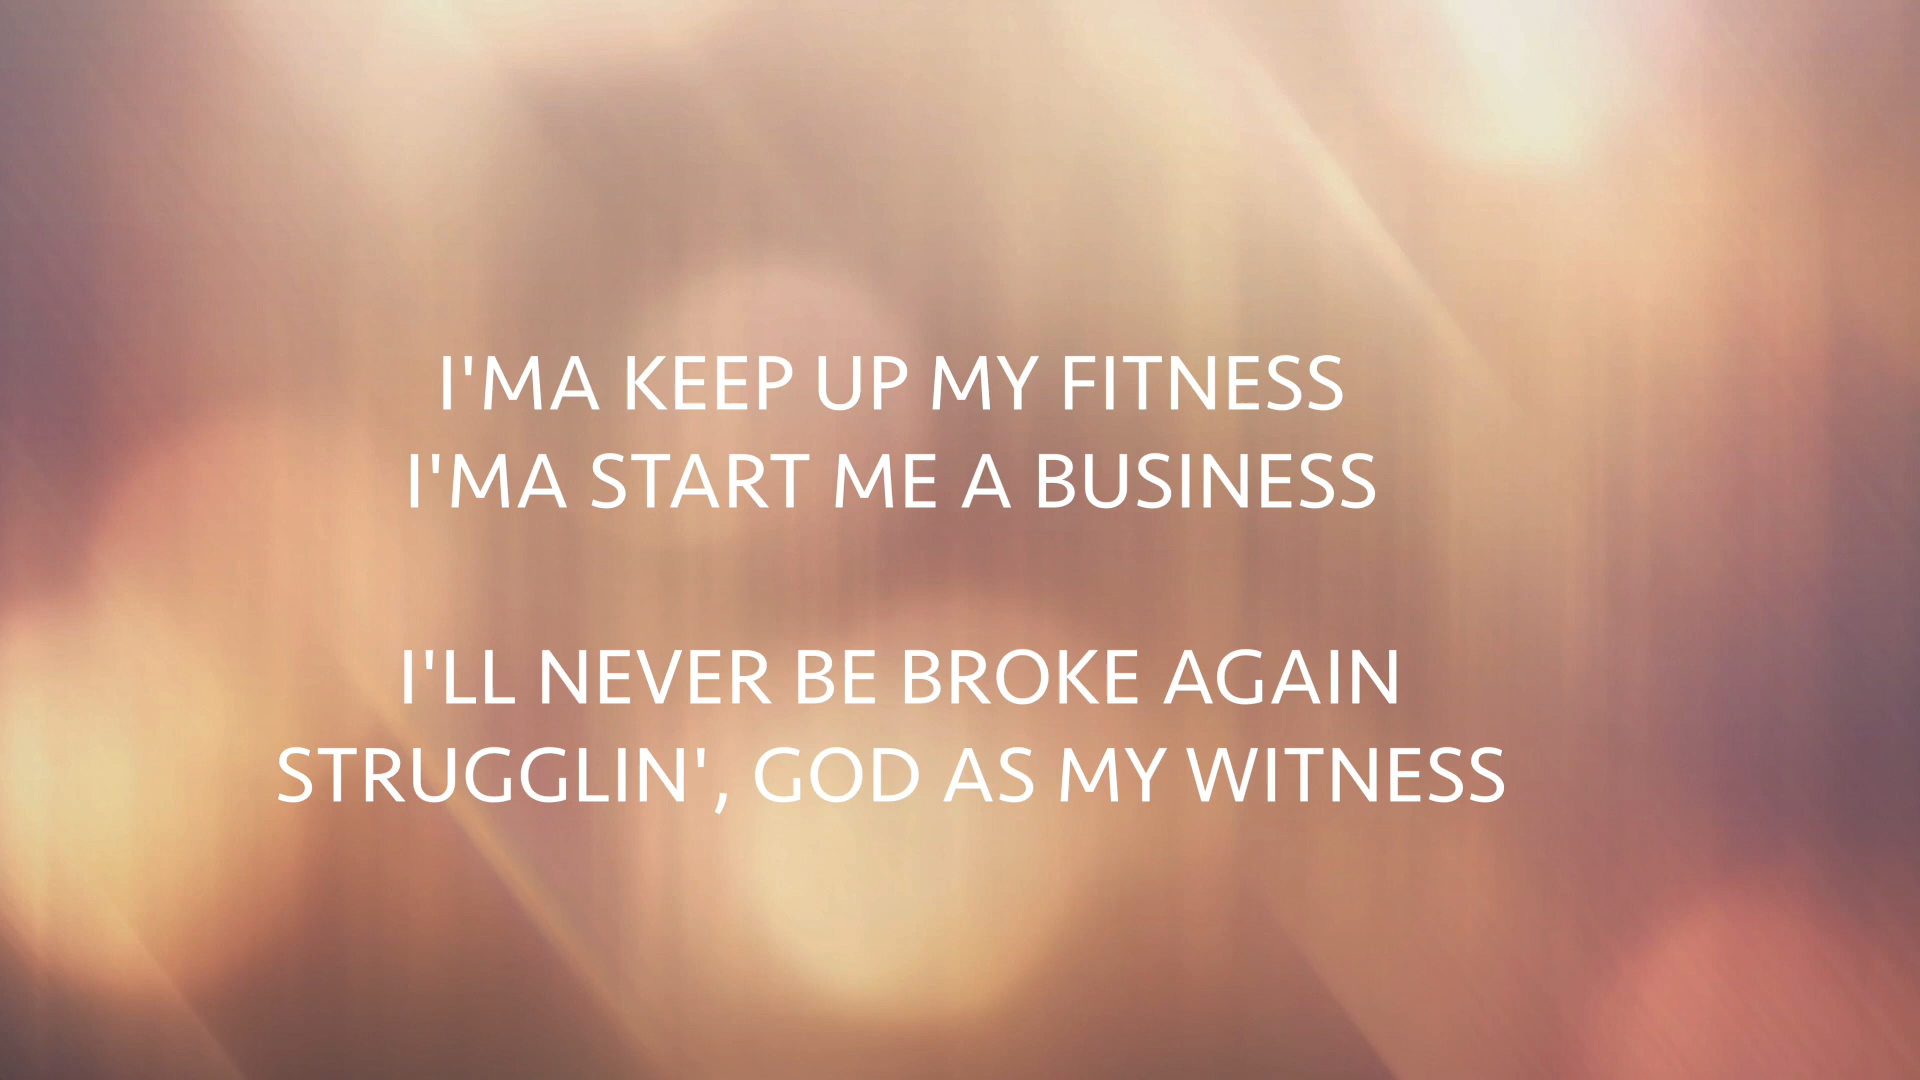 I'MA KEEP UP MY FITNESS
I'MA START ME A BUSINESS
I'LL NEVER BE BROKE AGAIN
STRUGGLIN', GOD AS MY WITNESS